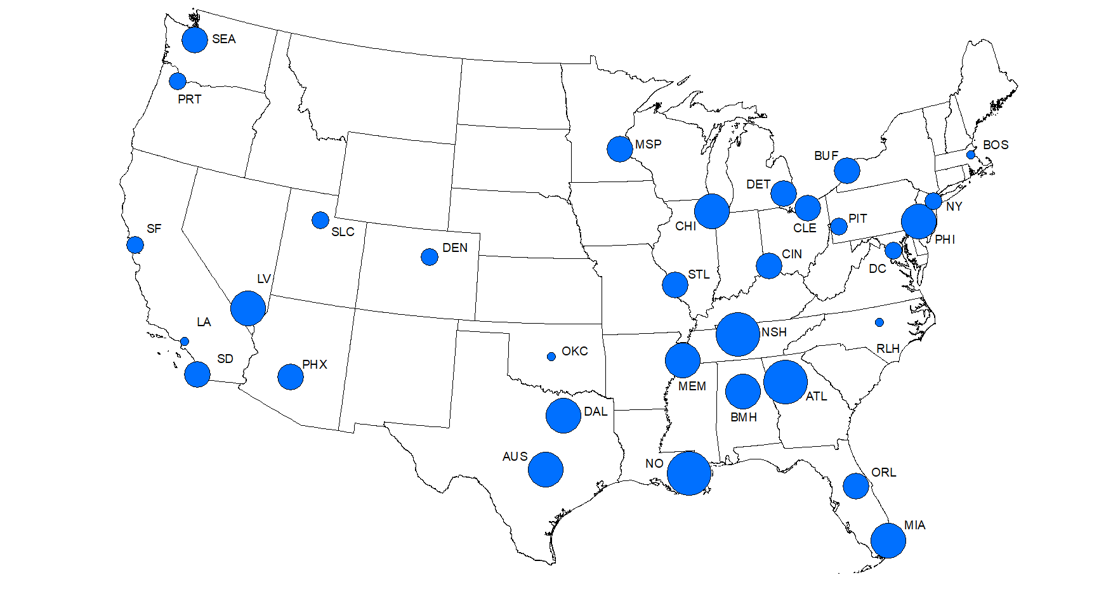 SEA
PRT
MSP
BOS
BUF
DET
CHI
CLE
PIT
NY
PHI
SF
SLC
DEN
CIN
DC
STL
LV
LA
NSH
RLH
SD
PHX
OKC
MEM
ATL
BMH
DAL
AUS
NO
ORL
MIA